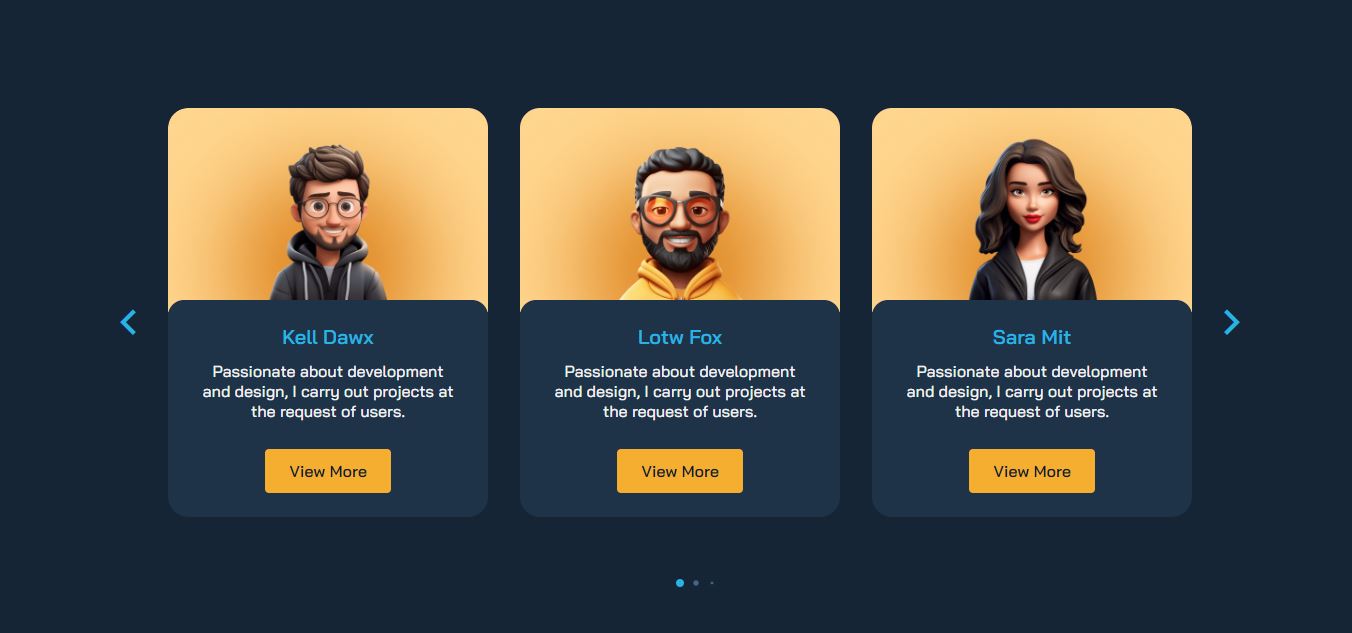 Kell Dawx
Passionate about development
and design, I carry out projects at
the request of users.
View More
Lotw Fox
Passionate about development
and design, I carry out projects at
the request of users.
View More
Sara Mit
Passionate about development
and design, I carry out projects at
the request of users.
View More